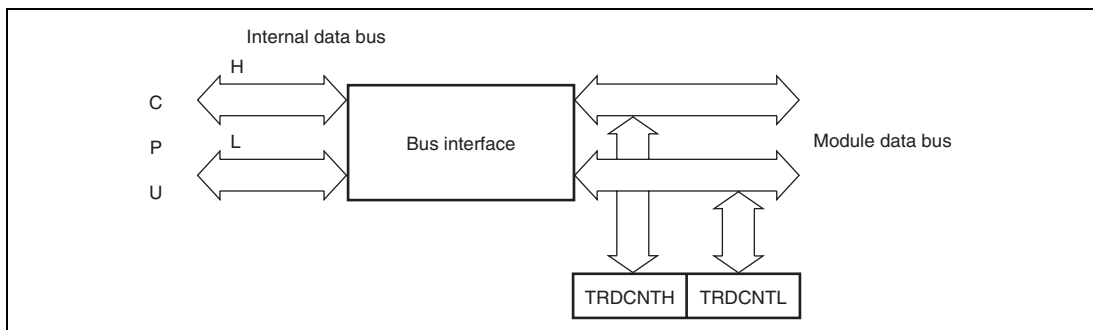 Internal data bus
H
C
P
U
L
Bus interface
Module data bus
TRDCNTH
TRDCNTL